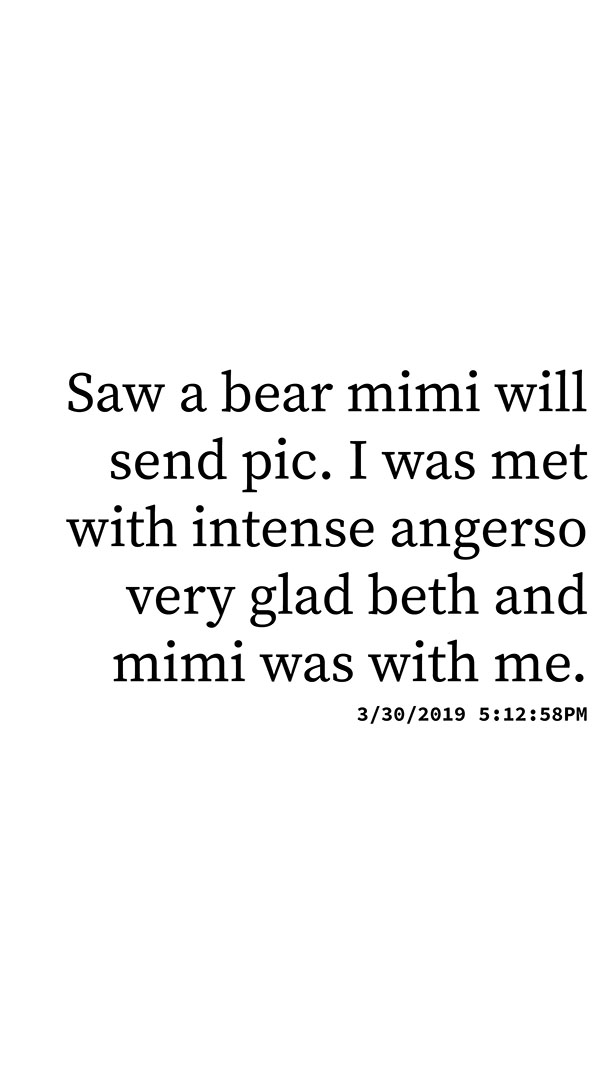 Saw a bear mimi will
send pic. I was met
with intense angerso
very glad beth and
mimi was with me.
3/30/2019 5:12:58PM